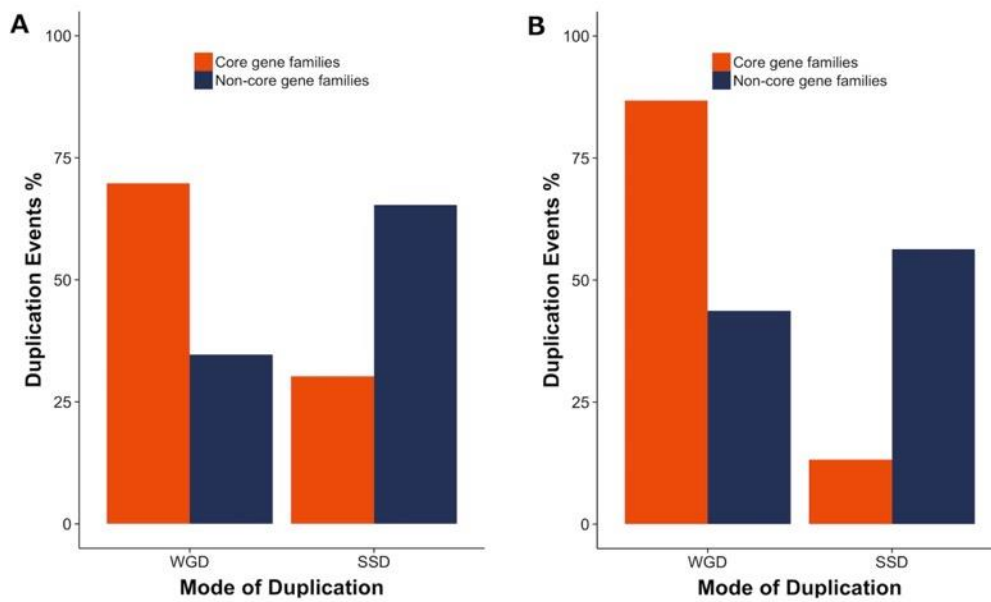 A
100
75
50
25
0
Duplication Events %
Core gene families
Non-core gene families
WGD
SSD
Mode of Duplication
B
100
75
50
25
0
Duplication Events %
Core gene families
Non-core gene families
WGD
SSD
Mode of Duplication